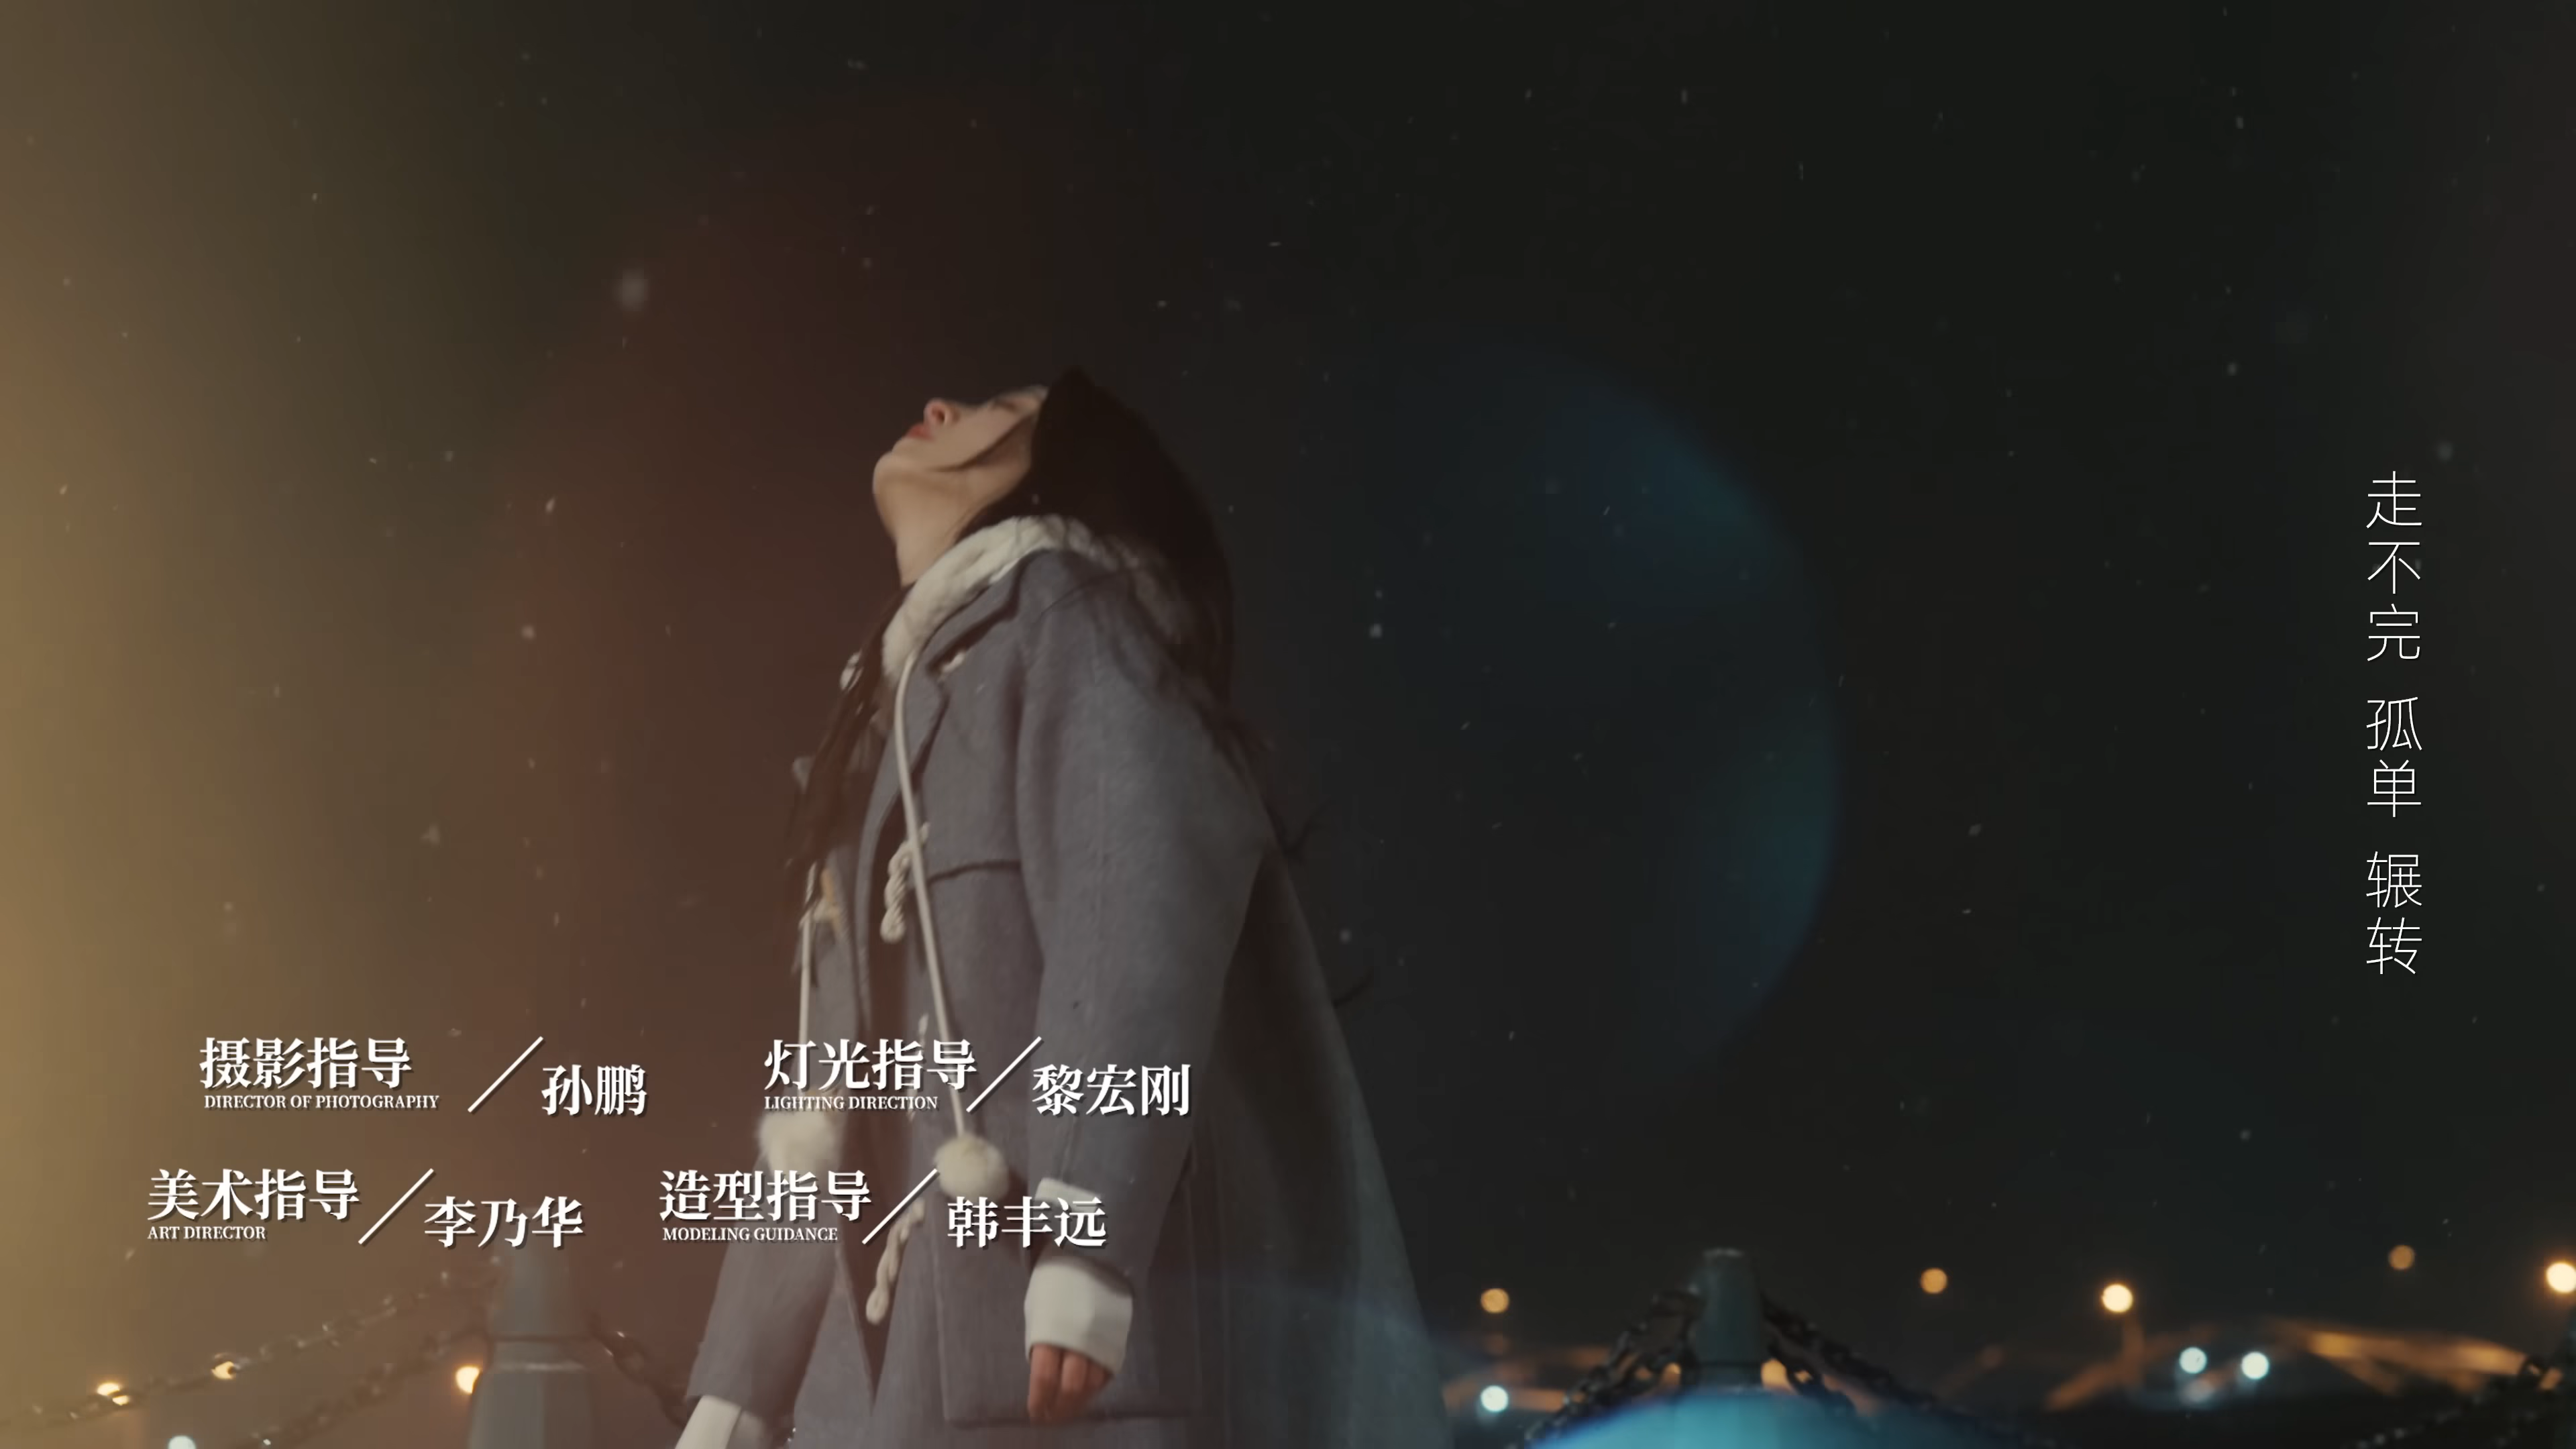 走不完 孤单 辗转
摄影指导 / 孙鹏
DIRECTOR OF PHOTOGRAPHY
灯光指导 / 黎宏刚
LIGHTING DIRECTION
美术指导 / 李乃华
ART DIRECTOR
造型指导 / 韩丰远
MODELING GUIDANCE